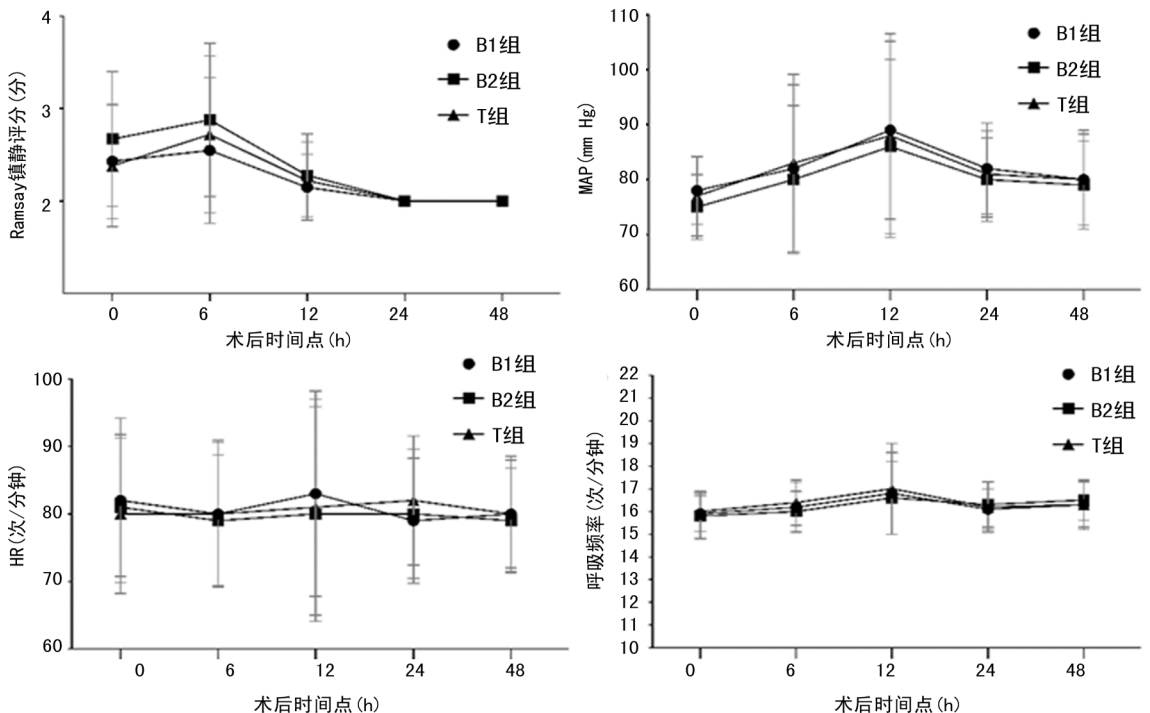 Ramsay镇静评分(分)
4
3
2
B1组
B2组
T组
0 6 12 24 48
术后时间点(h)
MAP(mm Hg)
110
100
90
80
70
60
B1组
B2组
T组
0 6 12 24 48
术后时间点(h)
HR(次/分钟)
100
90
80
70
60
B1组
B2组
T组
0 6 12 24 48
术后时间点(h)
呼吸频率(次/分钟)
22
21
20
19
18
17
16
15
14
13
12
11
10
B1组
B2组
T组
0 6 12 24 48
术后时间点(h)